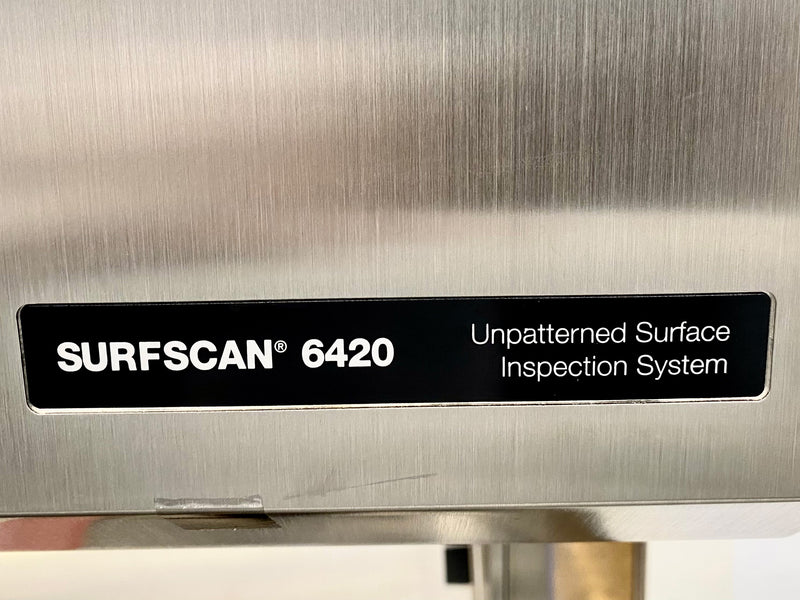 SURFSCAN® 6420
Unpatterned Surface
Inspection System